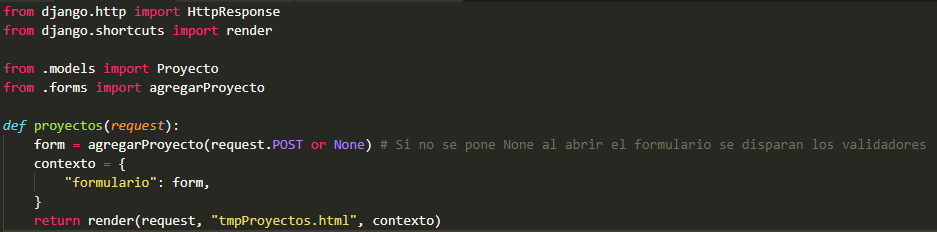 from django.http import HttpResponse
from django.shortcuts import render
from .models import Proyecto
from .forms import agregarProyecto
def proyectos(request):
form = agregarProyecto(request.POST or None) # Si no se pone None al abrir el formulario se disparan los validadores
contexto = {
"formulario": form,
}
return render(request, "tmpProyectos.html", contexto)